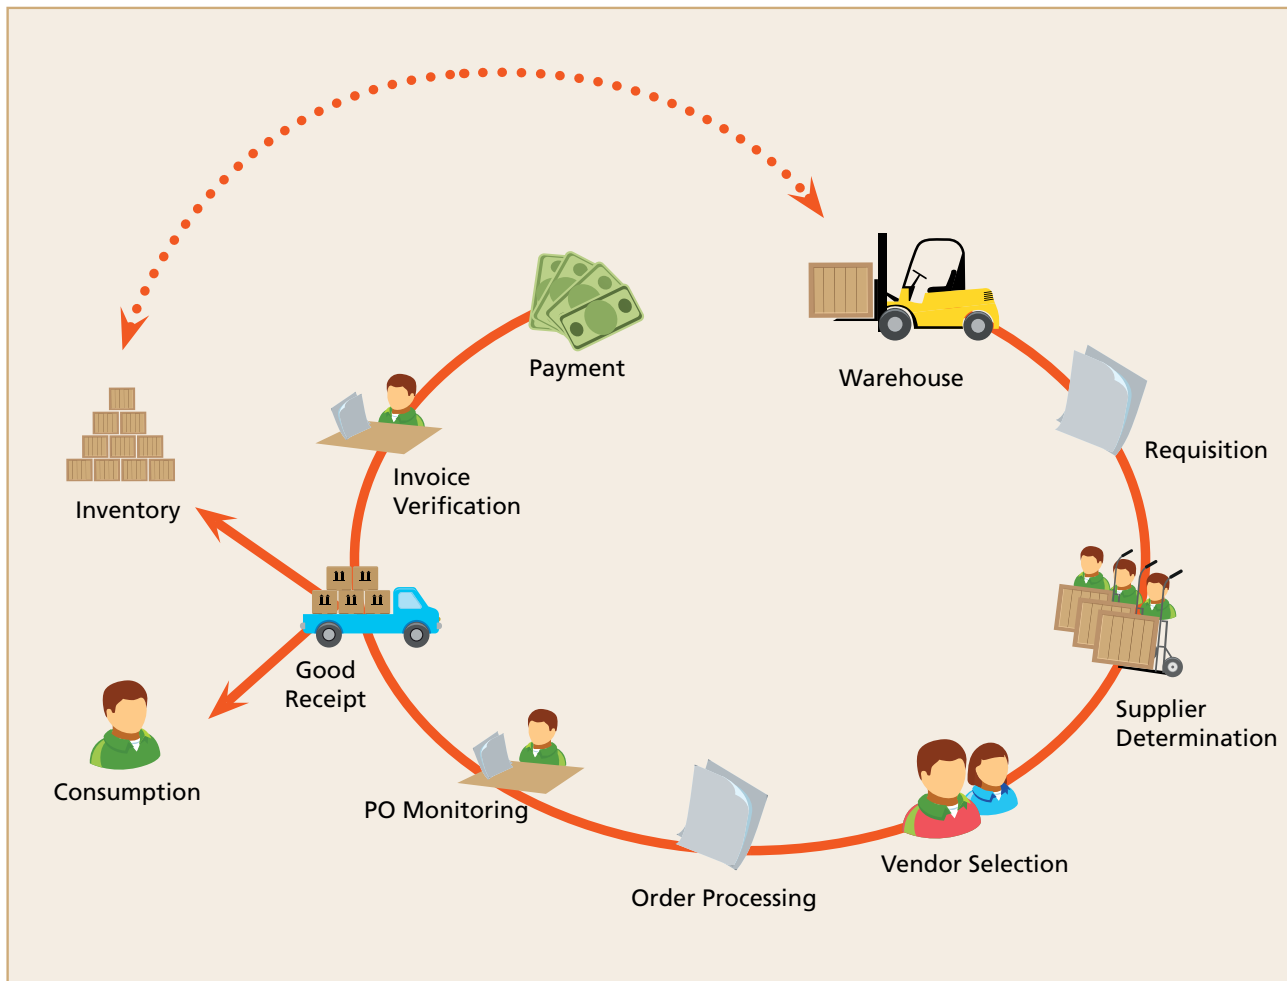 Payment
Warehouse
Requisition
Invoice
Verification
Inventory
Good
Receipt
Supplier
Determination
Consumption
PO Monitoring
Vendor Selection
Order Processing